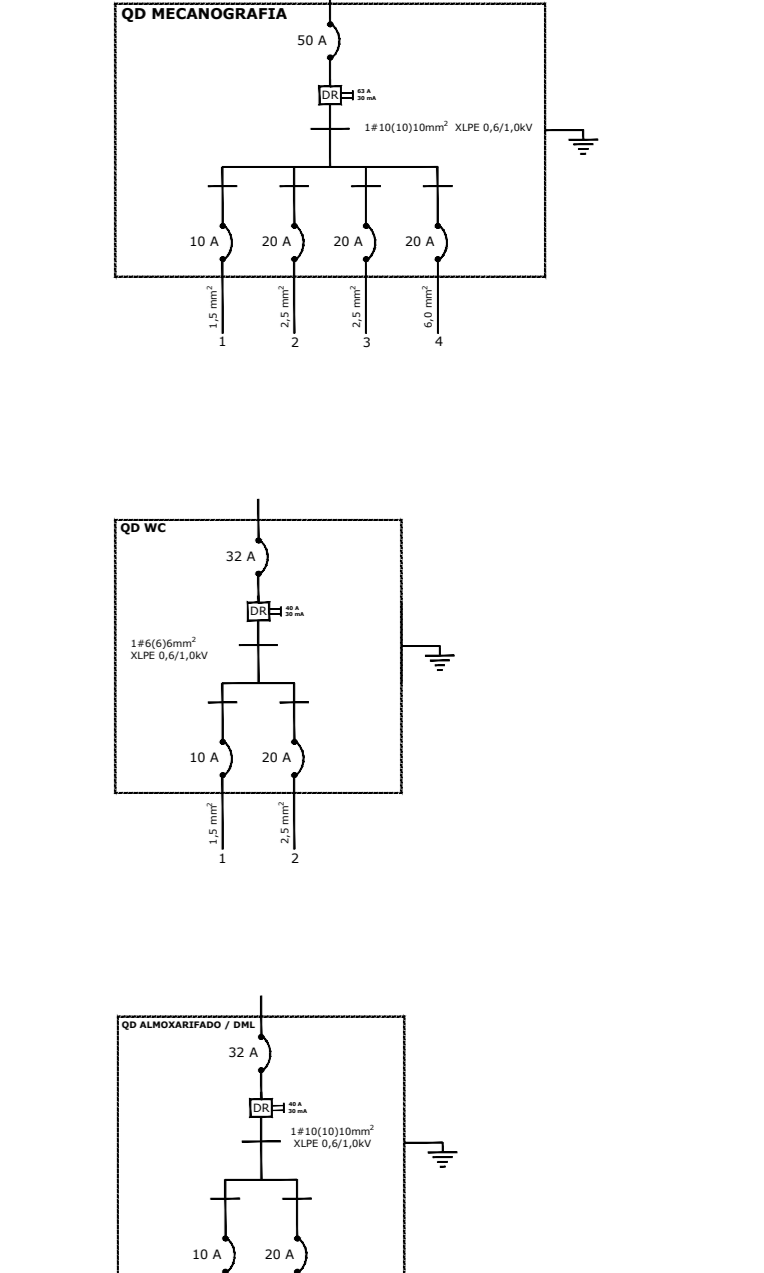 QD MECANOGRAFIA
50 A
DR
63 A
30 mA
1#10(10)10mm² XLPE 0,6/1,0kV
10 A
20 A
20 A
20 A
1,5 mm²
2,5 mm²
2,5 mm²
6,0 mm²
1
2
3
4
QD WC
32 A
DR
40 A
30 mA
1#6(6)6mm²
XLPE 0,6/1,0kV
10 A
20 A
1,5 mm²
2,5 mm²
1
2
QD ALMOXARIFADO / DML
32 A
DR
40 A
30 mA
1#10(10)10mm²
XLPE 0,6/1,0kV
10 A
20 A